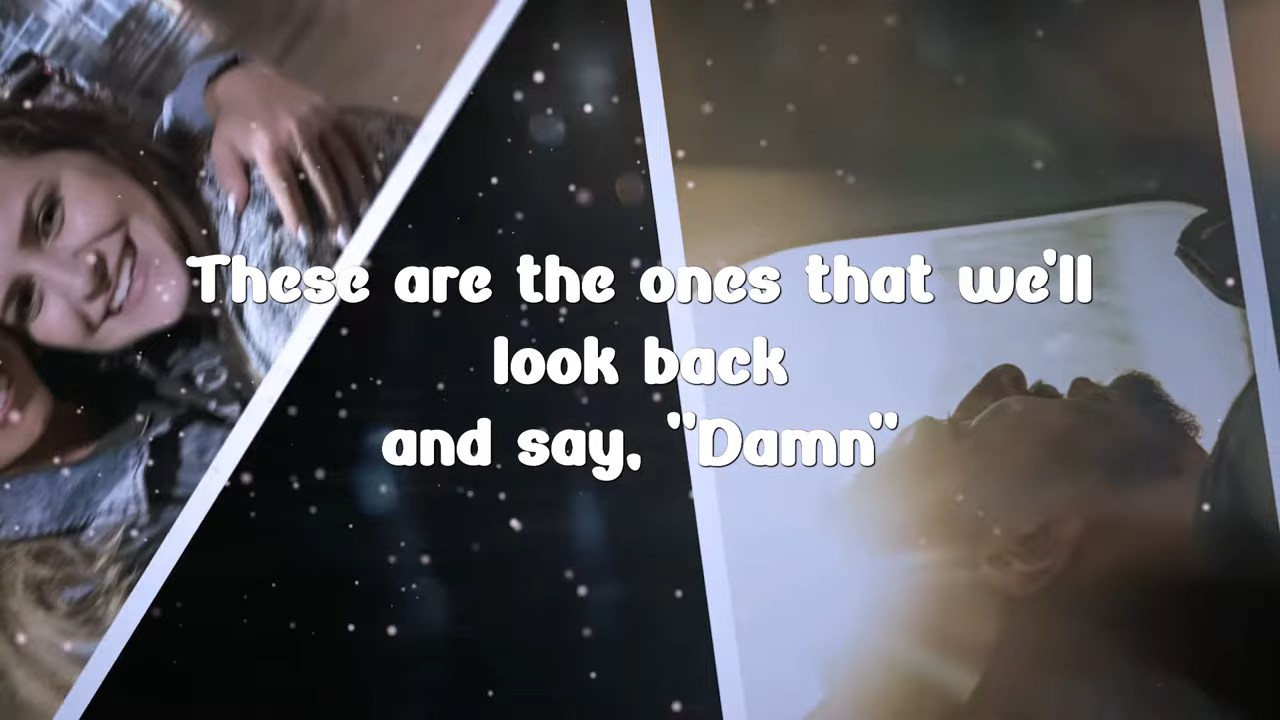 These are the ones that we'll
look back
and say, "Damn"